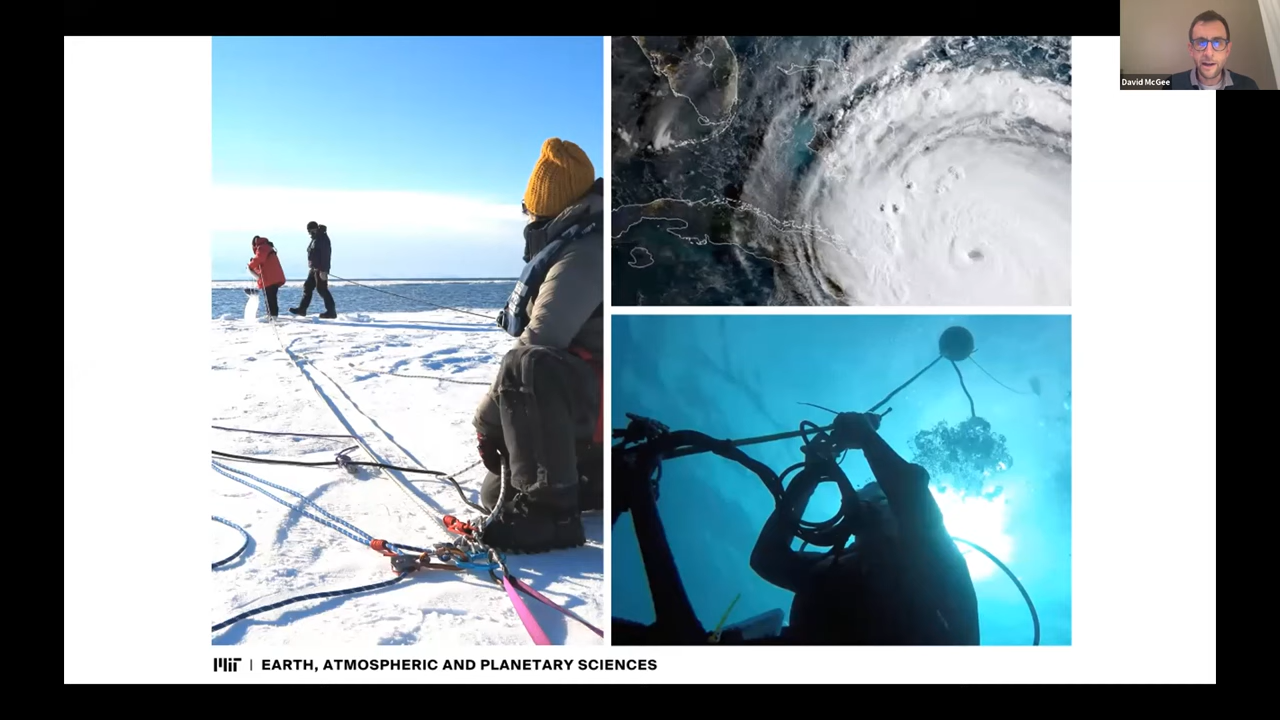 David McGee
MIT | EARTH, ATMOSPHERIC AND PLANETARY SCIENCES